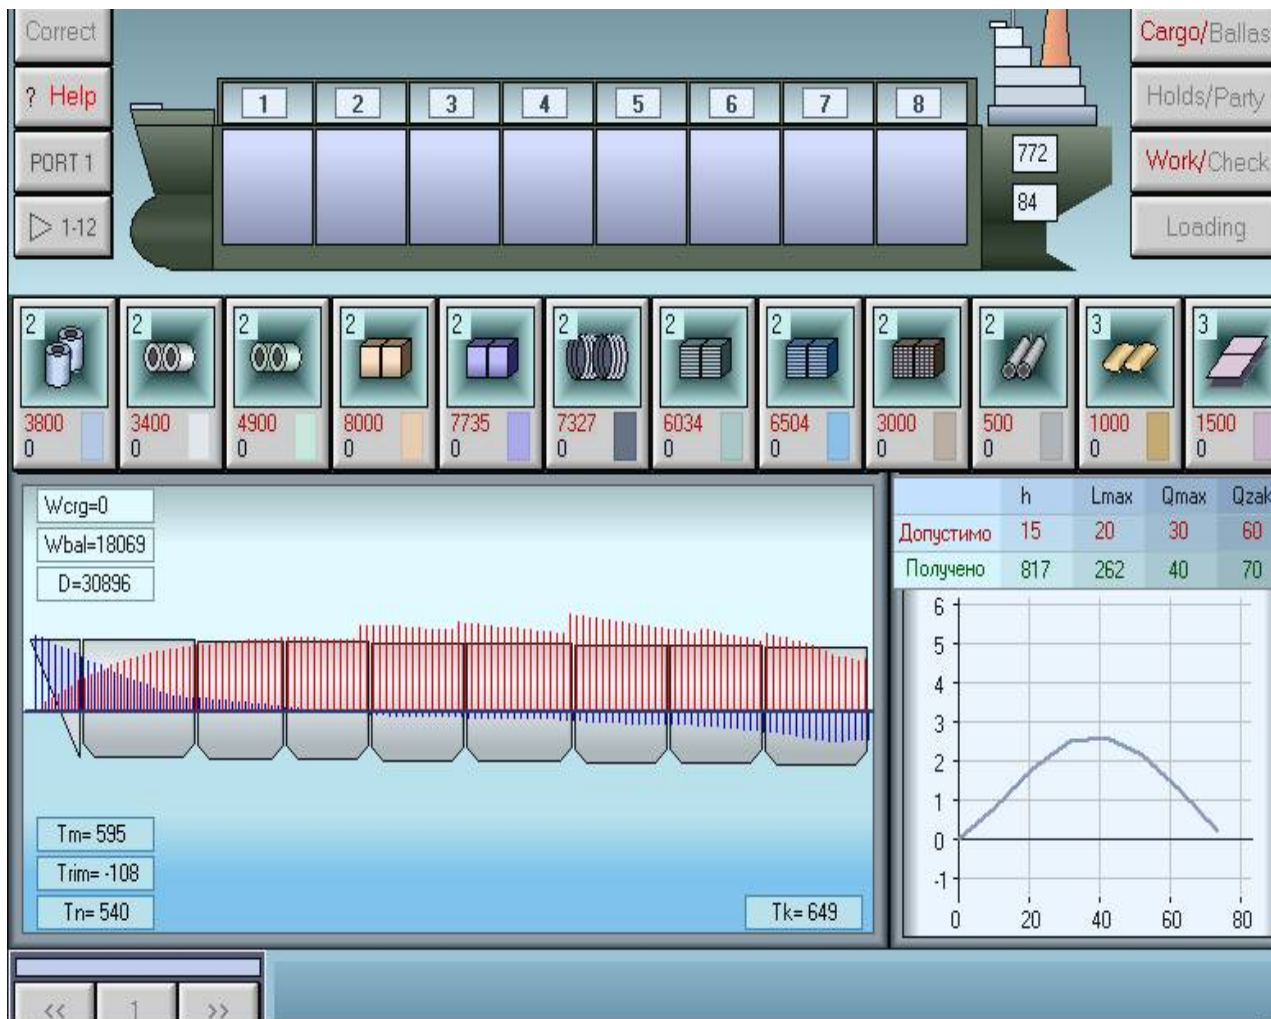 Correct
Cargo/Ballas
? Help
1 2 3 4 5 6 7 8
Holds/Party
PORT 1
772
Work/Check
84
▷ 1-12
Loading
2 2 2 2 2 2 2 2 2 2 3 3
3800 3400 4900 8000 7735 7327 6034 6504 3000 500 1000 1500
0 0 0 0 0 0 0 0 0 0 0 0
Wcrg=0
Wbal=18069
D=30896
Tm= 595
Trim= -108
Tn= 540
Tk= 649
h Lmax Qmax Qzak
Допустимо 15 20 30 60
Получено 817 262 40 70
6
5
4
3
2
1
0
-1
0 20 40 60 80
<< 1 >>